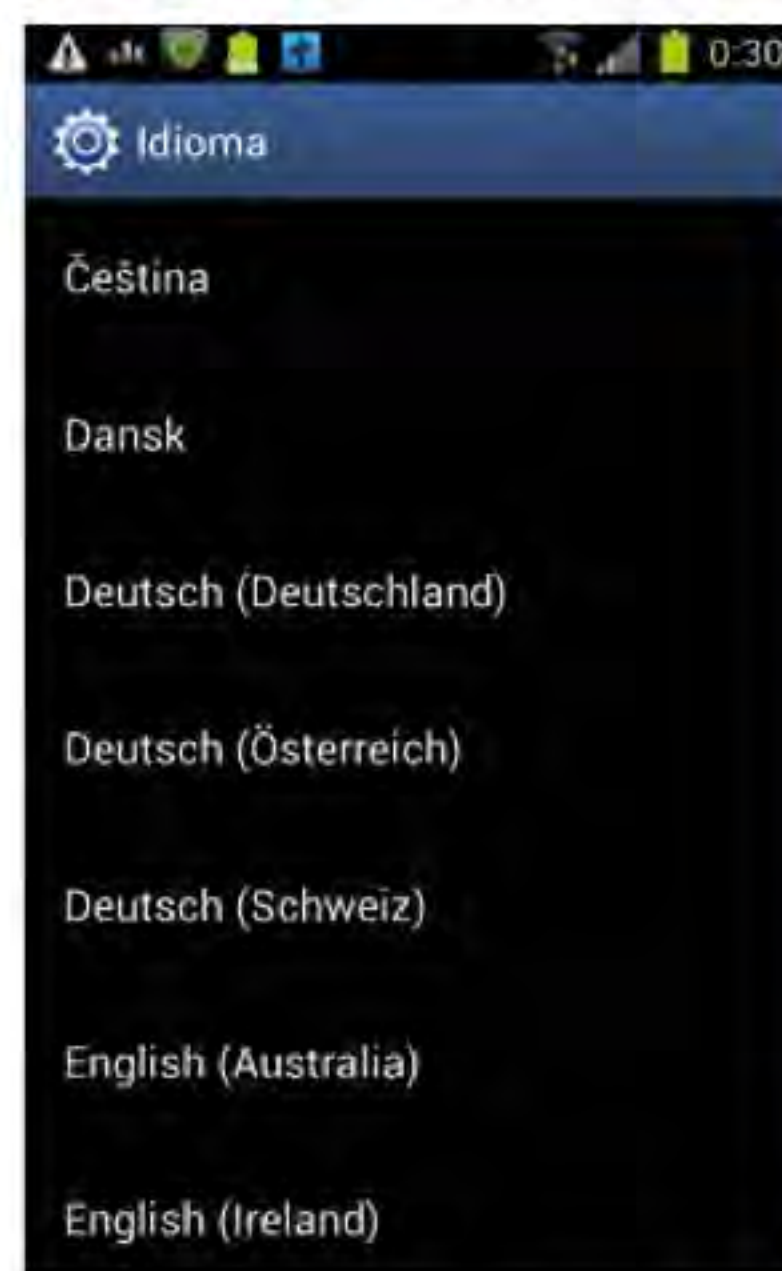 0:30
Idioma
Čeština
Dansk
Deutsch (Deutschland)
Deutsch (Österreich)
Deutsch (Schweiz)
English (Australia)
English (Ireland)